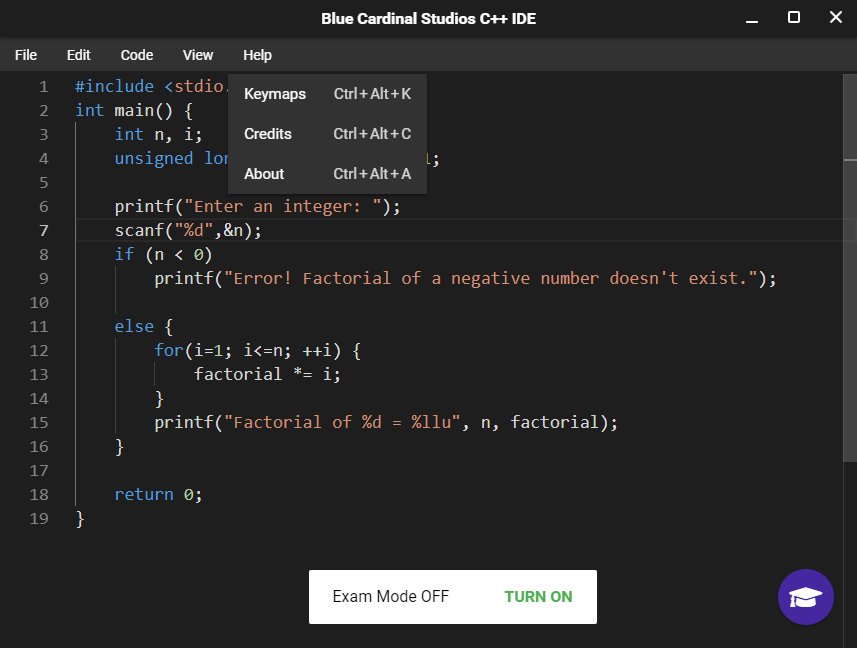 Blue Cardinal Studios C++ IDE
File Edit Code View Help
Keymaps Ctrl+Alt+K
Credits Ctrl+Alt+C
About Ctrl+Alt+A
1 #include <stdio.
2 int main() {
3 int n, i;
4 unsigned 1;
5
6 printf("Enter an integer: ");
7 scanf("%d",&n);
8 if (n < 0)
9 printf("Error! Factorial of a negative number doesn't exist.");
10
11 else {
12 for(i=1; i<=n; ++i) {
13 factorial *= i;
14 }
15 printf("Factorial of %d = %llu", n, factorial);
16 }
17
18 return 0;
19 }
Exam Mode OFF TURN ON